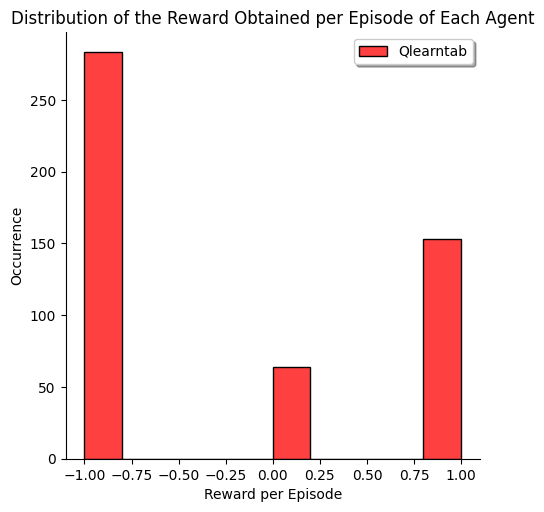 Distribution of the Reward Obtained per Episode of Each Agent
Qlearntab
250
200
150
100
50
0
Occurrence
−1.00 −0.75 −0.50 −0.25 0.00 0.25 0.50 0.75 1.00
Reward per Episode